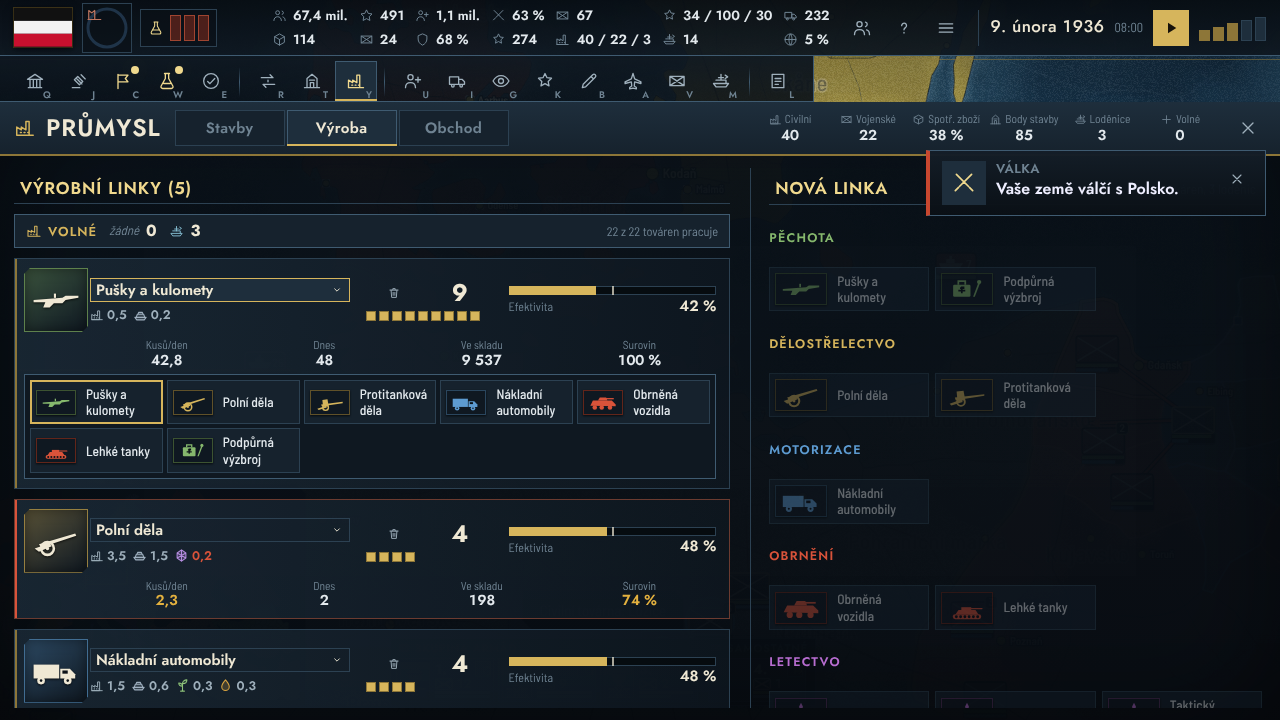 67,4 mil. 491 1,1 mil. 63 % 67 34 / 100 / 30 232
114 24 68 % 274 40 / 22 / 3 14 5 %
9. února 1936 08:00
?
Q J C W E R T Y U I G K B A V M L
PRŮMYSL
Stavby
Výroba
Obchod
Civilní Vojenské Spotř. zboží Body stavby Loděnice Volné
40 22 38 % 85 3 0
VÁLKA
Vaše země válčí s Polsko.
VÝROBNÍ LINKY (5)
VOLNÉ žádné 0 3 22 z 22 továren pracuje
Pušky a kulomety 9
0,5 0,2
Efektivita 42 %
Kusů/den Dnes Ve skladu Surovin
42,8 48 9 537 100 %
Pušky a
kulomety
Polní děla
Protitanková
děla
Nákladní
automobily
Obrněná
vozidla
Lehké tanky
Podpůrná
výzbroj
Polní děla 4
3,5 1,5 0,2
Efektivita 48 %
Kusů/den Dnes Ve skladu Surovin
2,3 2 198 74 %
Nákladní automobily 4
1,5 0,6 0,3 0,3
Efektivita 48 %
NOVÁ LINKA
PĚCHOTA
Pušky a
kulomety
Podpůrná
výzbroj
DĚLOSTŘELECTVO
Polní děla
Protitanková
děla
MOTORIZACE
Nákladní
automobily
OBRNĚNÍ
Obrněná
vozidla
Lehké tanky
LETECTVO
Taktický